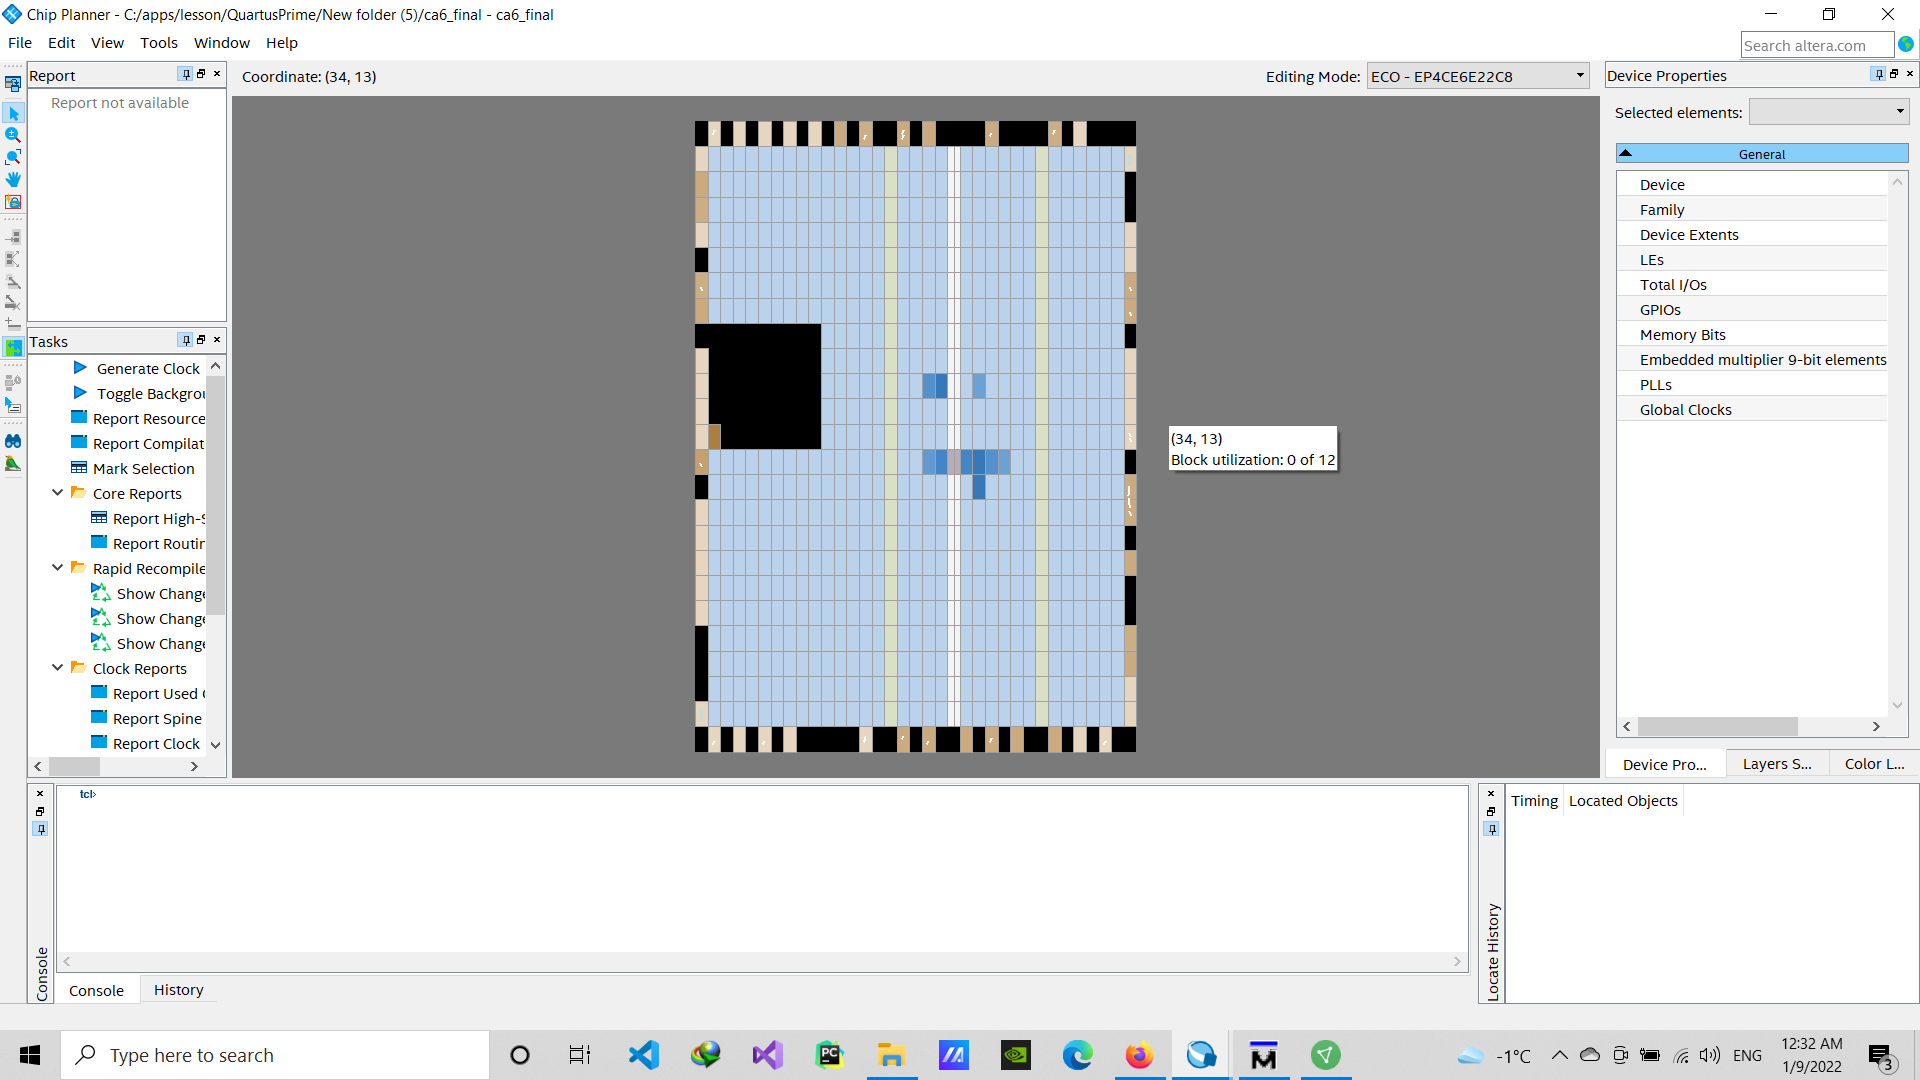 Chip Planner - C:/apps/lesson/QuartusPrime/New folder (5)/ca6_final - ca6_final
File Edit View Tools Window Help
Search altera.com
Report
Report not available
Coordinate: (34, 13)
Editing Mode: ECO - EP4CE6E22C8
Device Properties
Selected elements:
General
Device
Family
Device Extents
LEs
Total I/Os
GPIOs
Memory Bits
Embedded multiplier 9-bit elements
PLLs
Global Clocks
Tasks
Generate Clock
Toggle Backgrou
Report Resource
Report Compilat
Mark Selection
Core Reports
Report High-S
Report Routin
Rapid Recompile
Show Change
Show Change
Show Change
Clock Reports
Report Used
Report Spine
Report Clock
(34, 13)
Block utilization: 0 of 12
Device Pro...
Layers S...
Color L...
tcl>
Console
Console
History
Locate History
Timing
Located Objects
Type here to search
PC
-1°C
ENG
12:32 AM
1/9/2022
3